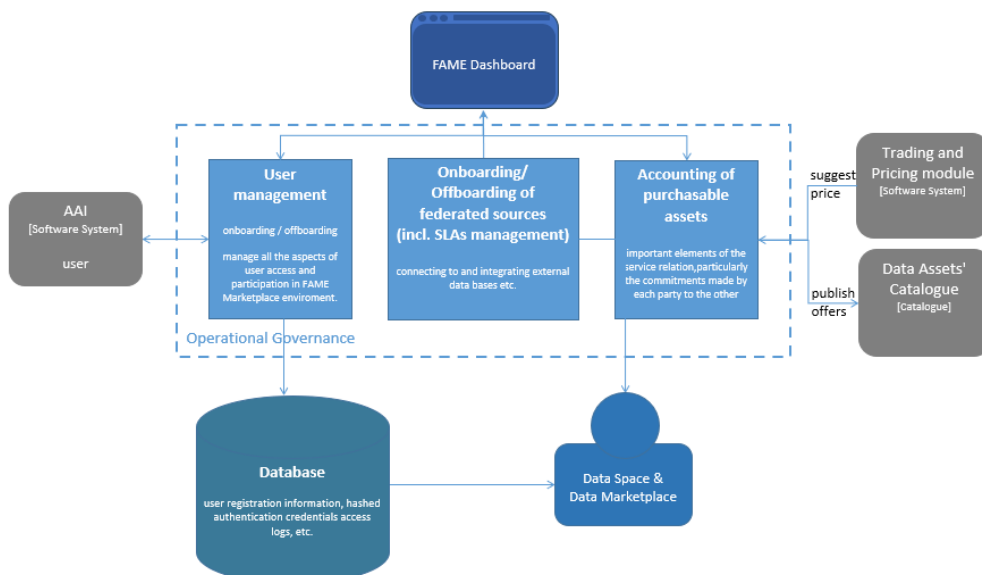 FAME Dashboard
User
management
onboarding / offboarding
manage all the aspects of
user access and
participation in FAME
Marketplace enviroment.
Onboarding/
Offboarding of
federated sources
(incl. SLAs management)
connecting to and integrating external
data bases etc.
Accounting of
purchasable
assets
important elements of the
service relation,particularly
the commitments made by
each party to the other
Operational Governance
AAI
[Software System]
user
suggest
price
Trading and
Pricing module
[Software System]
publish
offers
Data Assets'
Catalogue
[Catalogue]
Database
user registration information, hashed
authentication credentials access
logs, etc.
Data Space &
Data Marketplace